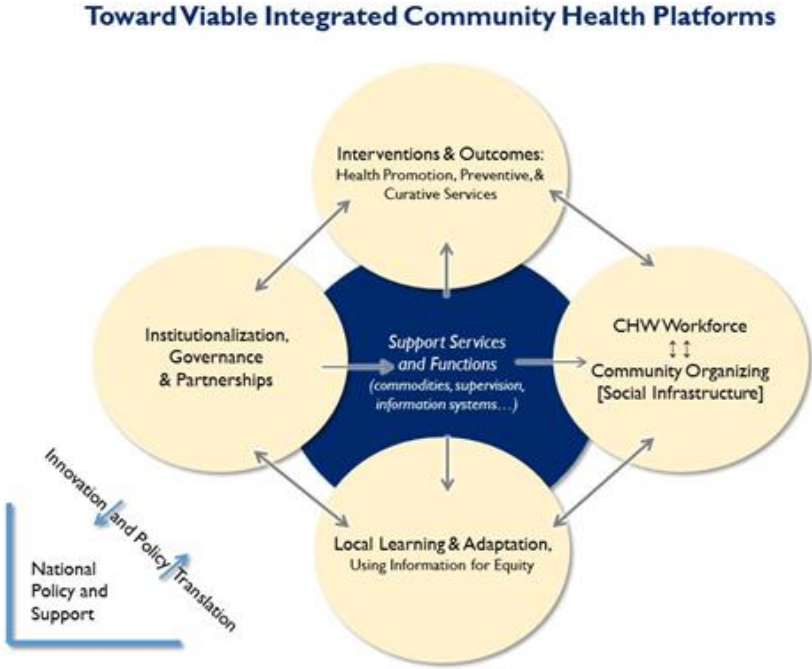 Toward Viable Integrated Community Health Platforms
Interventions & Outcomes:
Health Promotion, Preventive, &
Curative Services
Institutionalization,
Governance
& Partnerships
Support Services
and Functions
(commodities, supervision,
information systems…)
CHW Workforce
↕↕
Community Organizing
[Social Infrastructure]
Local Learning & Adaptation,
Using Information for Equity
Innovation and Policy Translation
National
Policy and
Support